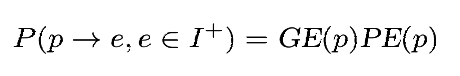 P(p → e, e ∈ I⁺) = GE(p)PE(p)